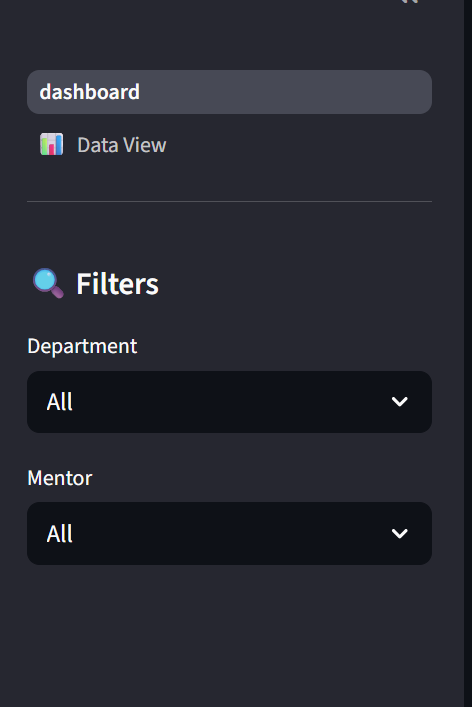 dashboard
Data View
Filters
Department
All
Mentor
All